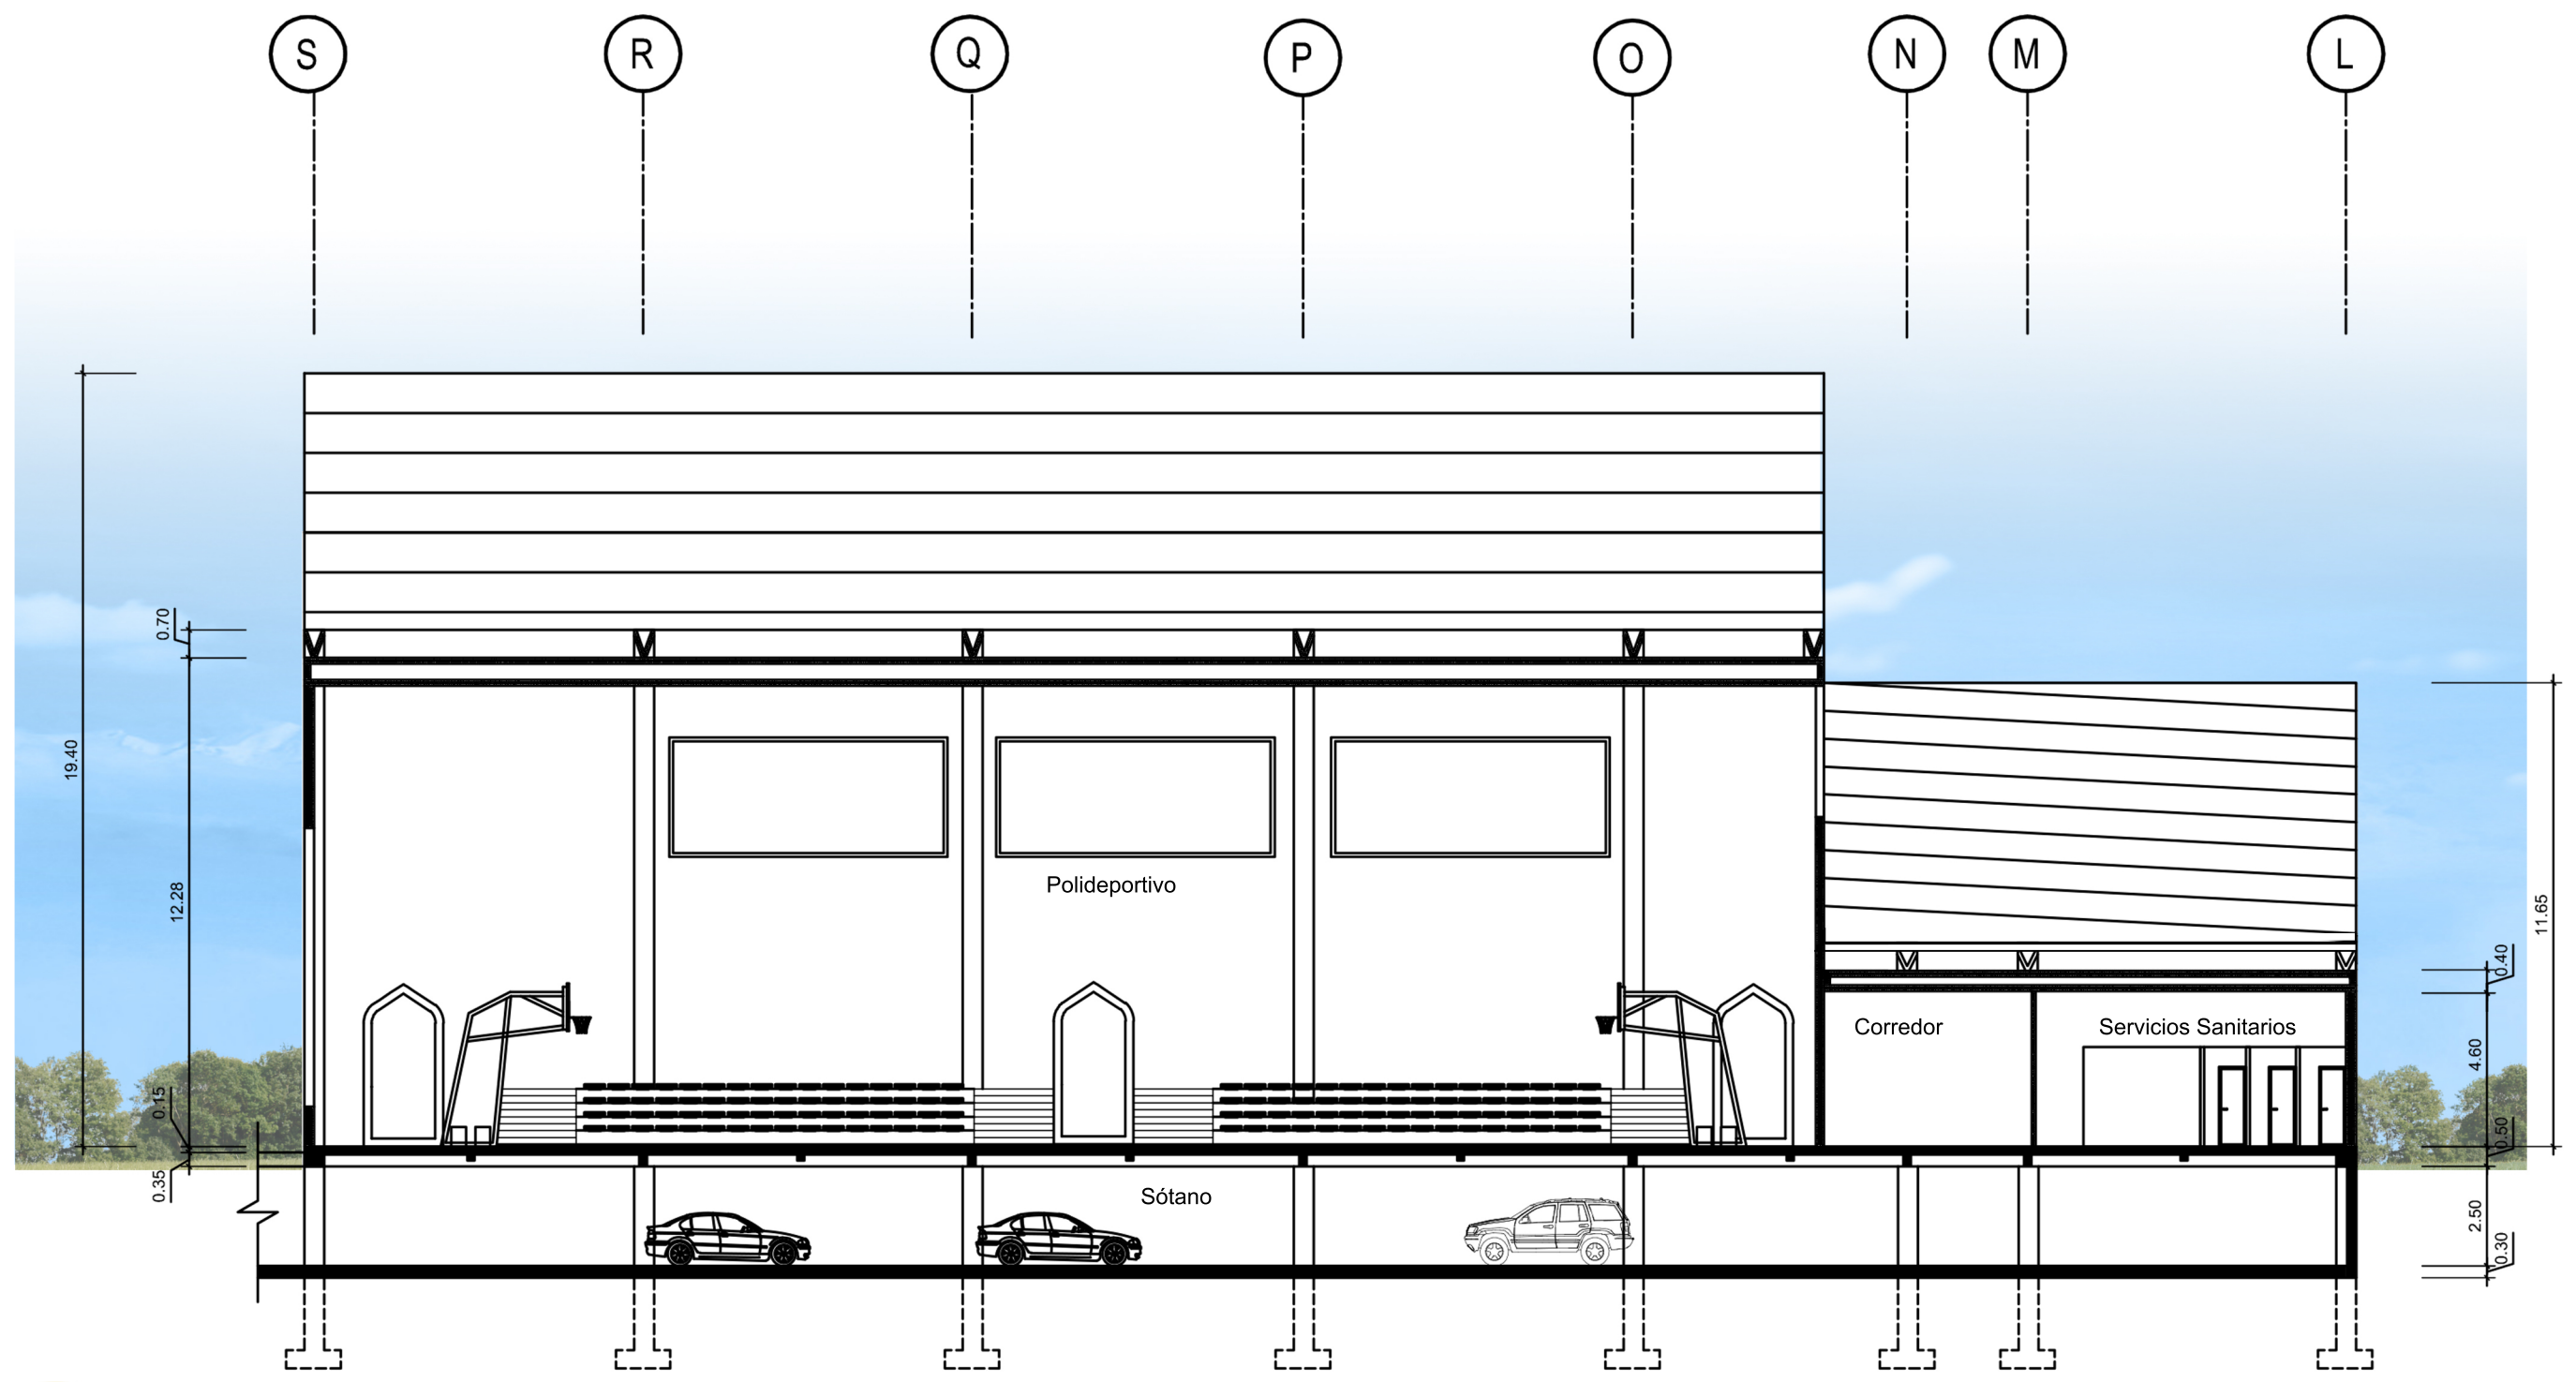 S R Q P O N M L
0.70
19.40
12.28
0.15
0.35
Polideportivo
Corredor
Servicios Sanitarios
Sótano
11.65
0.40
4.60
0.50
2.50
0.30